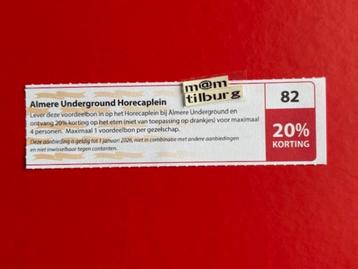 m@m
tilburg
Almere Underground Horecaplein
Lever deze voordeelbon in op het Horecaplein bij Almere Underground en
ontvang 20% korting op het eten (niet van toepassing op drankjes) voor maximaal
4 personen. Maximaal 1 voordeelbon per gezelschap.
Deze aanbieding is geldig tot 1 januari 2026, niet in combinatie met andere aanbiedingen
en niet inwisselbaar tegen contanten.
82
20%
KORTING